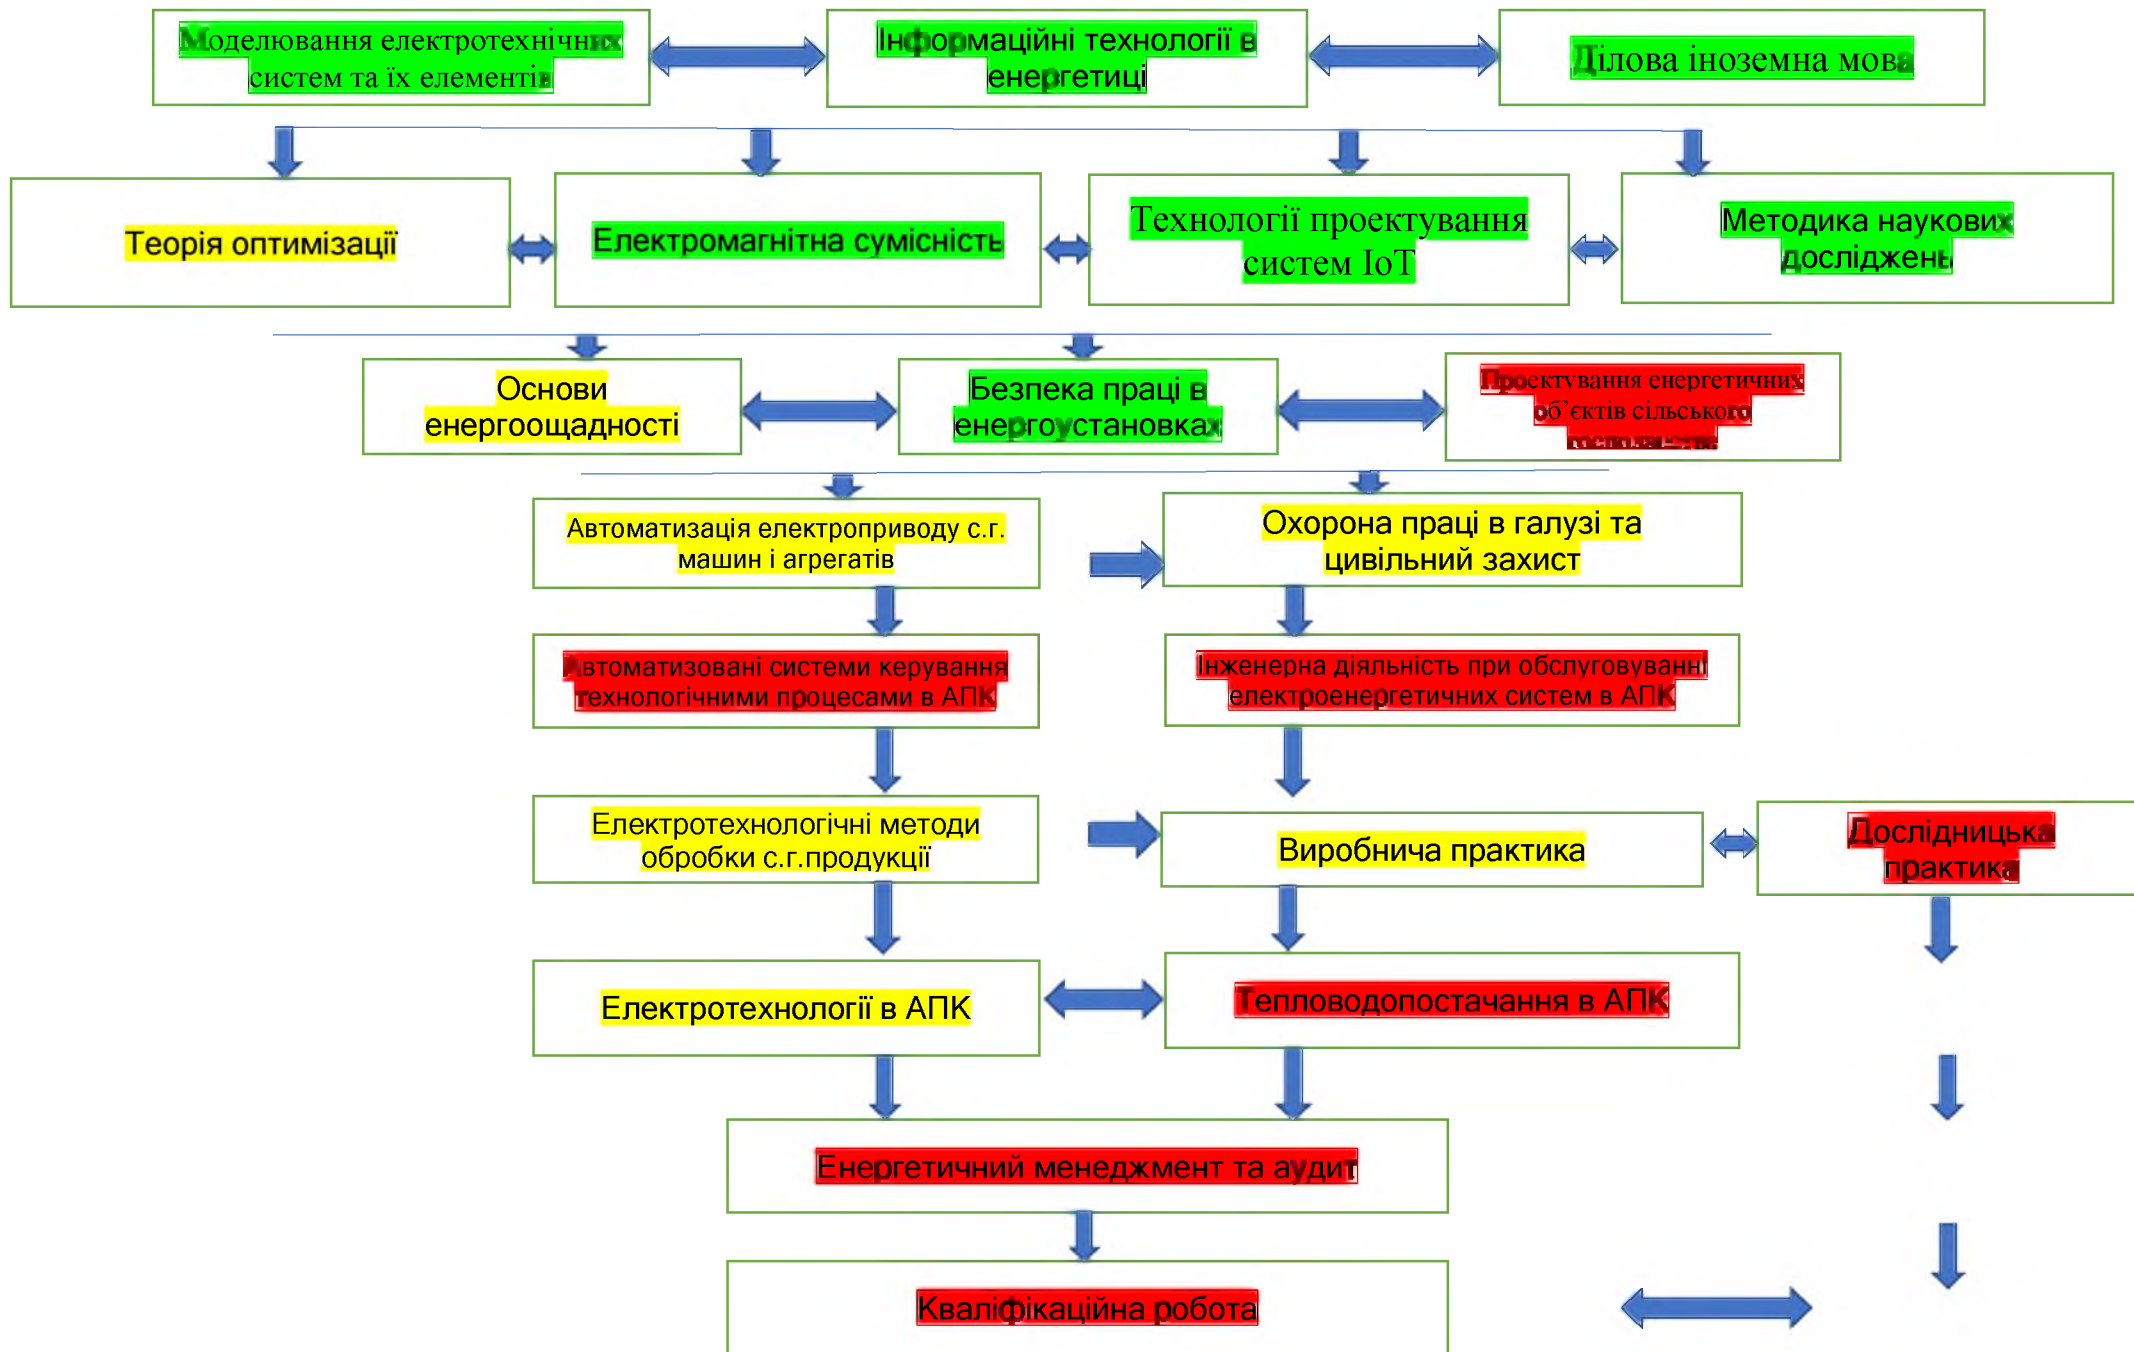 Моделювання електротехнічних
систем та їх елементів
Інформаційні технології в
енергетиці
Ділова іноземна мова
Теорія оптимізації
Електромагнітна сумісність
Технології проектування
систем IoT
Методика наукових
досліджень
Основи
енергоощадності
Безпека праці в
енергоустановках
Проектування енергетичних
об’єктів сільського
Автоматизація електроприводу с.г.
машин і агрегатів
Охорона праці в галузі та
цивільний захист
Автоматизовані системи керування
технологічними процесами в АПК
Інженерна діяльність при обслуговуванні
електроенергетичних систем в АПК
Електротехнологічні методи
обробки с.г.продукції
Виробнича практика
Дослідницька
практика
Електротехнології в АПК
Тепловодопостачання в АПК
Енергетичний менеджмент та аудит
Кваліфікаційна робота